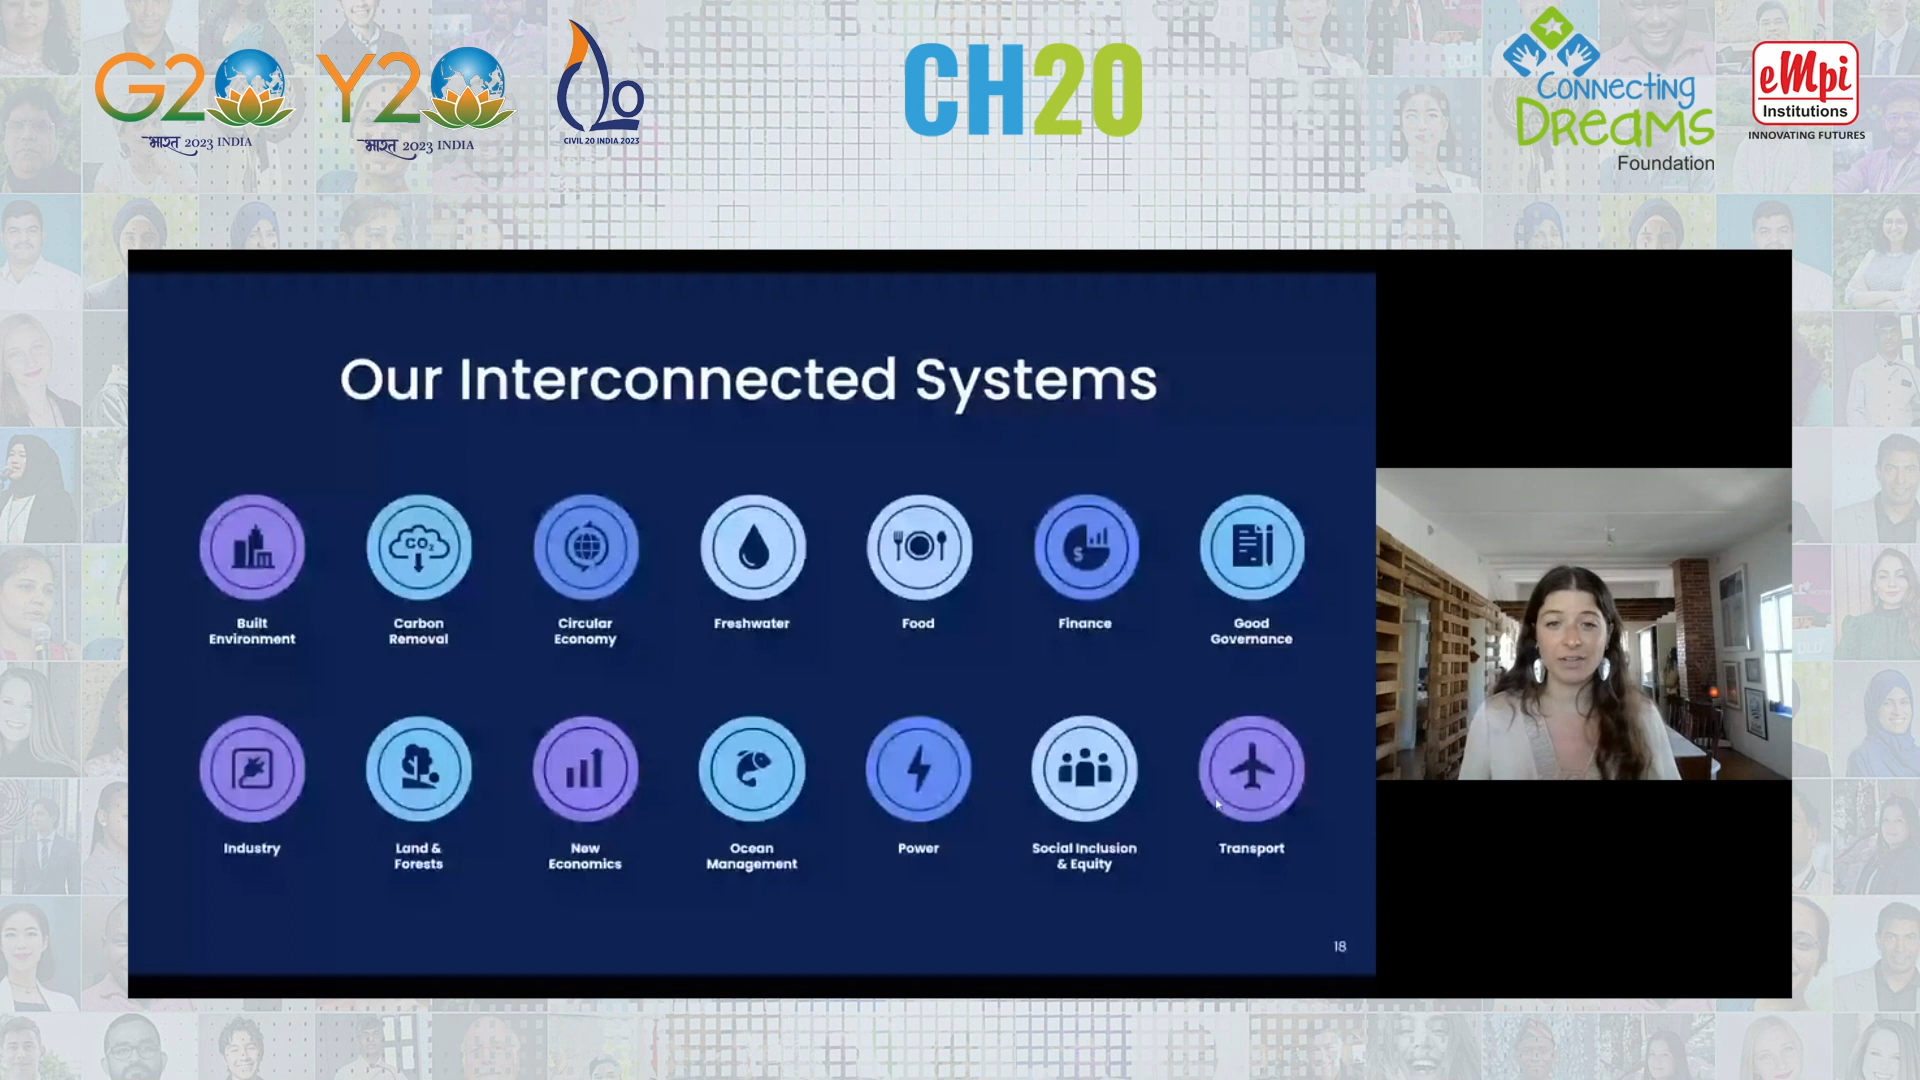 G20
भारत 2023 INDIA
Y20
भारत 2023 INDIA
CIVIL 20 INDIA 2023
CH20
Connecting
Dreams
Foundation
eMpi
Institutions
INNOVATING FUTURES
Our Interconnected Systems
CO₂
$
Built
Environment
Carbon
Removal
Circular
Economy
Freshwater
Food
Finance
Good
Governance
Industry
Land &
Forests
New
Economics
Ocean
Management
Power
Social Inclusion
& Equity
Transport
18